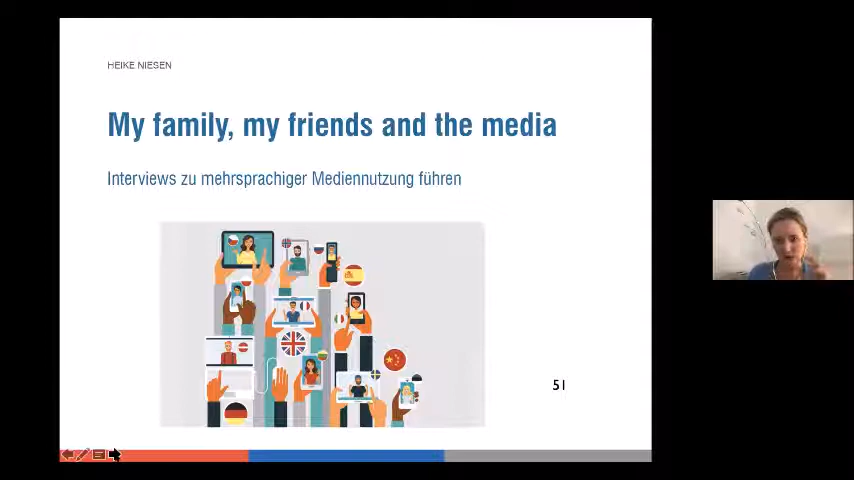 HEIKE NIESEN
My family, my friends and the media
Interviews zu mehrsprachiger Mediennutzung führen
51